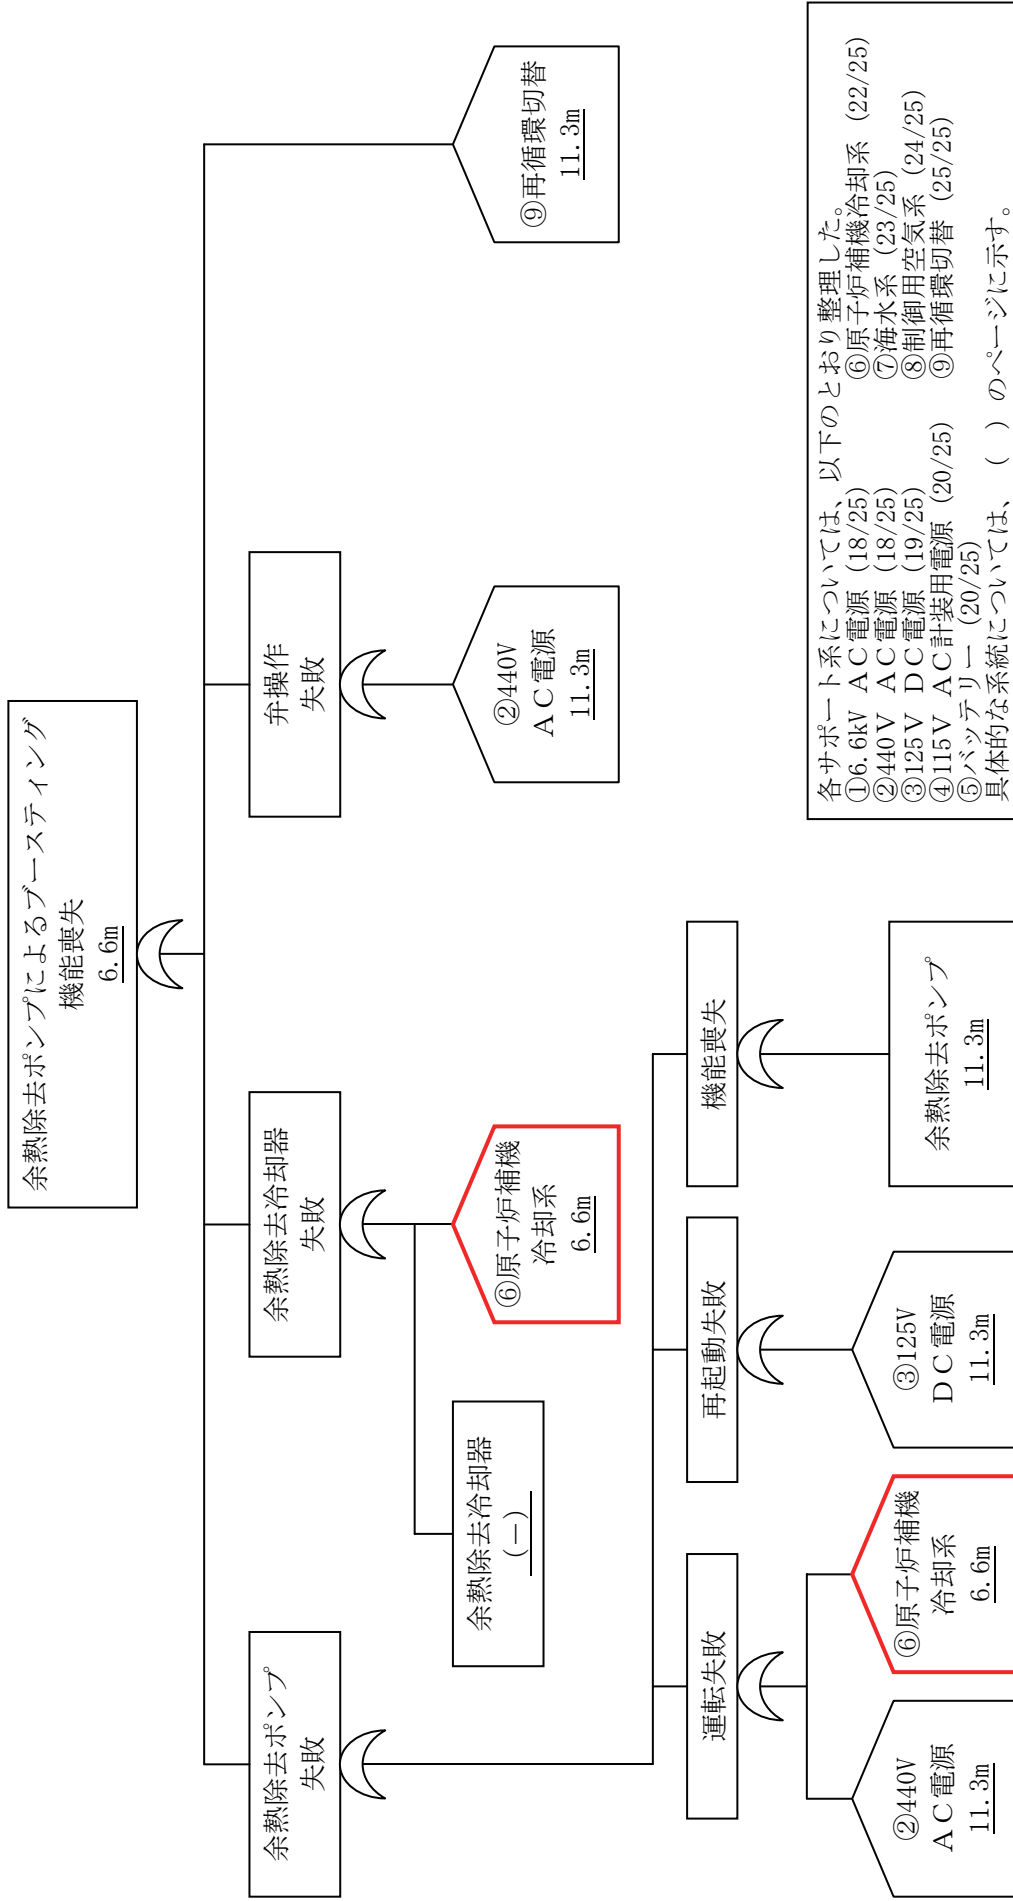 余熱除去ポンプによるブースティング
機能喪失
6.6m
余熱除去ポンプ
失敗
余熱除去冷却器
失敗
弁操作
失敗
⑨再循環切替
11.3m
余熱除去冷却器
(－)
⑥原子炉補機
冷却系
6.6m
②440V
ＡＣ電源
11.3m
運転失敗
再起動失敗
機能喪失
②440V
ＡＣ電源
11.3m
⑥原子炉補機
冷却系
6.6m
③125V
ＤＣ電源
11.3m
余熱除去ポンプ
11.3m
各サポート系については、以下のとおり整理した。
①6.6kV ＡＣ電源 (18/25) ⑥原子炉補機冷却系 (22/25)
②440V ＡＣ電源 (18/25) ⑦海水系 (23/25)
③125V ＤＣ電源 (19/25) ⑧制御用空気系 (24/25)
④115V ＡＣ計装用電源 (20/25) ⑨再循環切替 (25/25)
⑤バッテリー (20/25)
具体的な系統については、（ ）のページに示す。